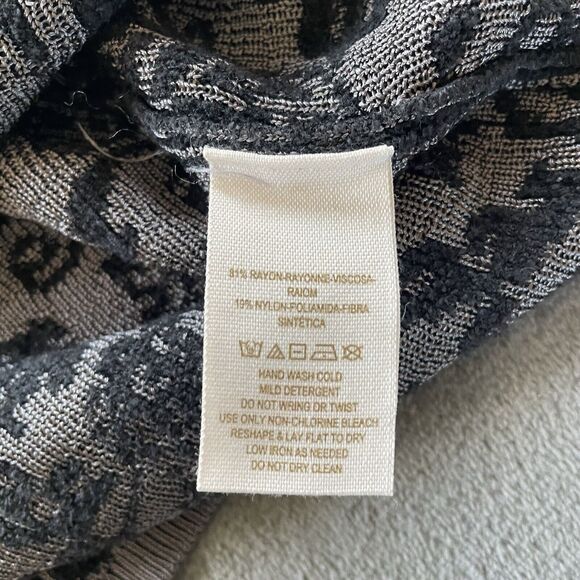 81% RAYON-RAYONNE-VISCOSA-
RAIOM
19% NYLON-POLIAMIDA-FIBRA
SINTÉTICA
HAND WASH COLD
MILD DETERGENT
DO NOT WRING OR TWIST
USE ONLY NON-CHLORINE BLEACH
RESHAPE & LAY FLAT TO DRY
LOW IRON AS NEEDED
DO NOT DRY CLEAN